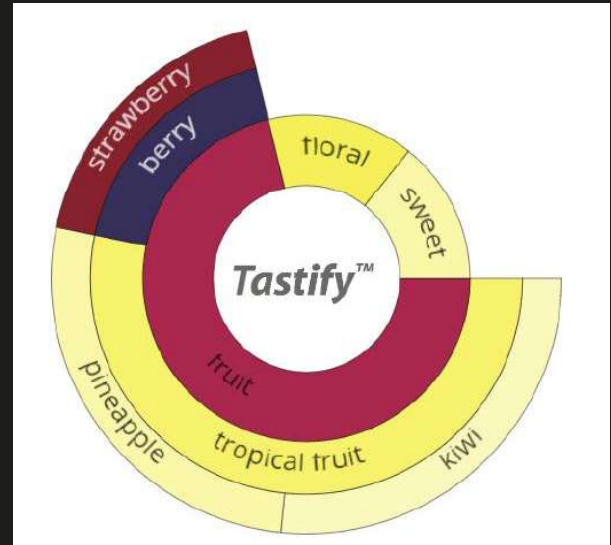 strawberry
berry
floral
sweet
Tastify™
fruit
tropical fruit
pineapple
kiwi